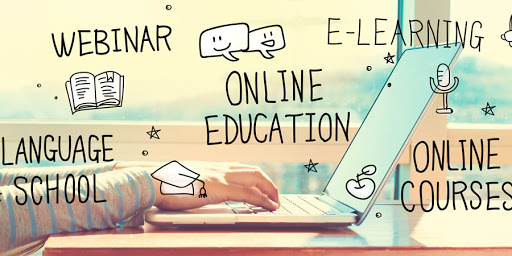 WEBINAR
E-LEARNING
ONLINE
EDUCATION
LANGUAGE
SCHOOL
ONLINE
COURSES